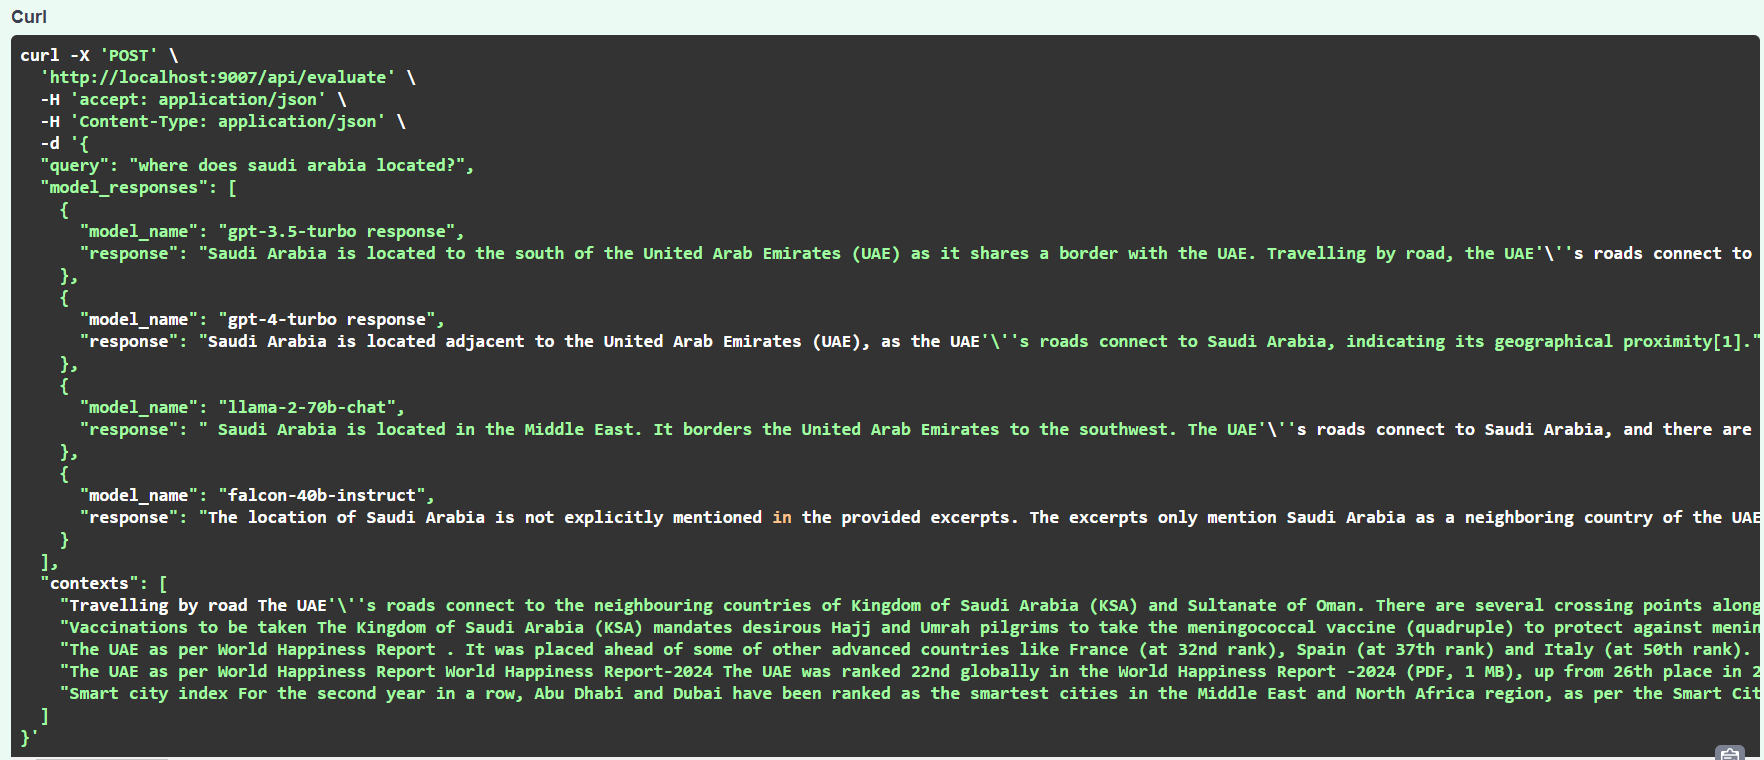 Curl
curl -X 'POST' \
'http://localhost:9007/api/evaluate' \
-H 'accept: application/json' \
-H 'Content-Type: application/json' \
-d '{
"query": "where does saudi arabia located?",
"model_responses": [
{
"model_name": "gpt-3.5-turbo response",
"response": "Saudi Arabia is located to the south of the United Arab Emirates (UAE) as it shares a border with the UAE. Travelling by road, the UAE'\''s roads connect to
},
{
"model_name": "gpt-4-turbo response",
"response": "Saudi Arabia is located adjacent to the United Arab Emirates (UAE), as the UAE'\''s roads connect to Saudi Arabia, indicating its geographical proximity[1]."
},
{
"model_name": "llama-2-70b-chat",
"response": " Saudi Arabia is located in the Middle East. It borders the United Arab Emirates to the southwest. The UAE'\''s roads connect to Saudi Arabia, and there are
},
{
"model_name": "falcon-40b-instruct",
"response": "The location of Saudi Arabia is not explicitly mentioned in the provided excerpts. The excerpts only mention Saudi Arabia as a neighboring country of the UAE
}
],
"contexts": [
"Travelling by road The UAE'\''s roads connect to the neighbouring countries of Kingdom of Saudi Arabia (KSA) and Sultanate of Oman. There are several crossing points along
"Vaccinations to be taken The Kingdom of Saudi Arabia (KSA) mandates desirous Hajj and Umrah pilgrims to take the meningococcal vaccine (quadruple) to protect against menin
"The UAE as per World Happiness Report . It was placed ahead of some of other advanced countries like France (at 32nd rank), Spain (at 37th rank) and Italy (at 50th rank).
"The UAE as per World Happiness Report World Happiness Report-2024 The UAE was ranked 22nd globally in the World Happiness Report -2024 (PDF, 1 MB), up from 26th place in 2
"Smart city index For the second year in a row, Abu Dhabi and Dubai have been ranked as the smartest cities in the Middle East and North Africa region, as per the Smart Cit
]
}'